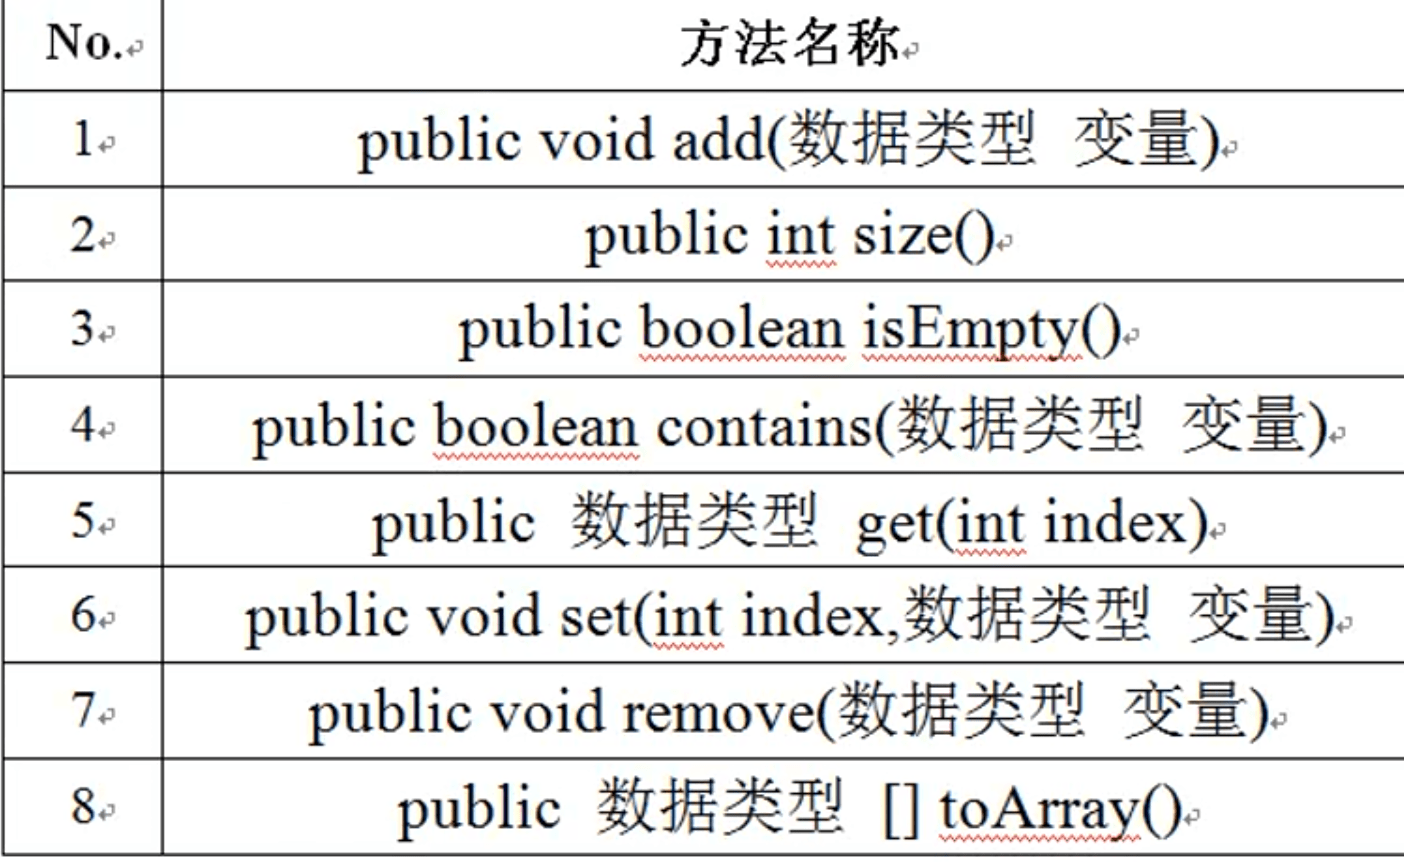 No. 方法名称
1 public void add(数据类型 变量)
2 public int size()
3 public boolean isEmpty()
4 public boolean contains(数据类型 变量)
5 public 数据类型 get(int index)
6 public void set(int index,数据类型 变量)
7 public void remove(数据类型 变量)
8 public 数据类型 [] toArray()